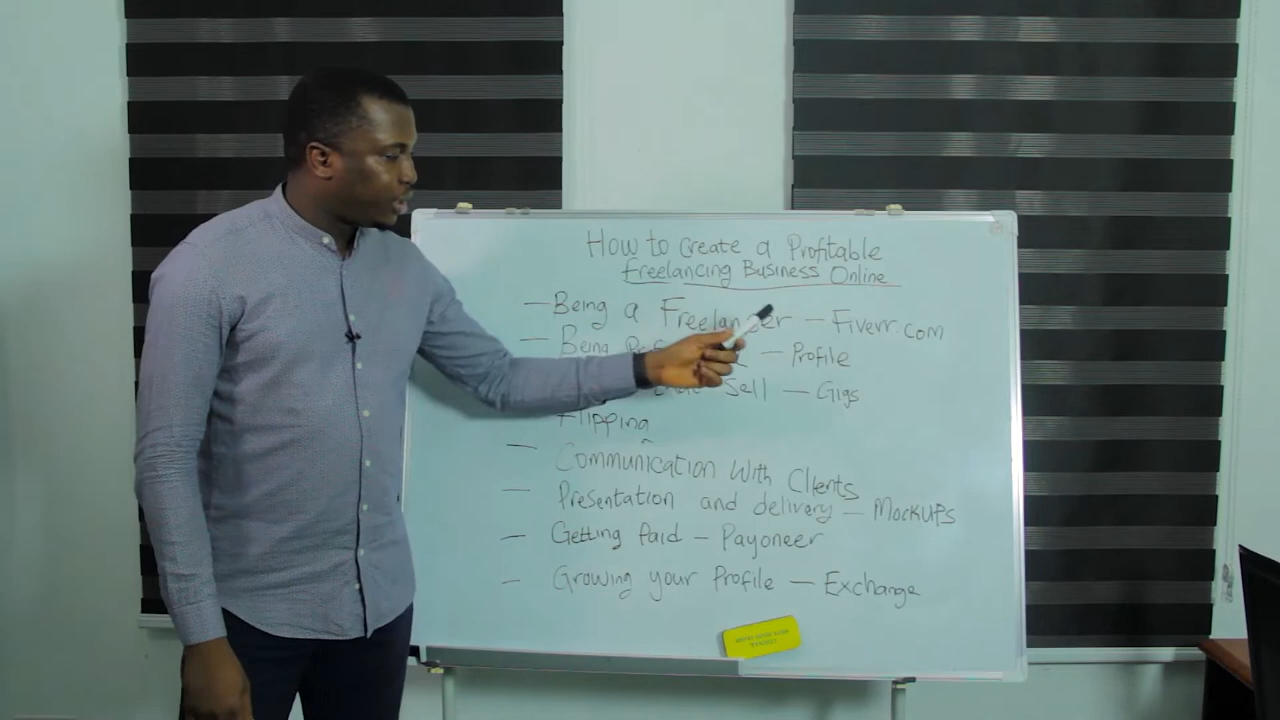 How to create a Profitable
Freelancing Business Online
— Being a Freelancer — Fiverr.com
— Being — Profile
Sell — Gigs
Flipping
— Communication With Clients
— Presentation and delivery — MockUPs
— Getting Paid — Payoneer
— Growing your Profile — Exchange